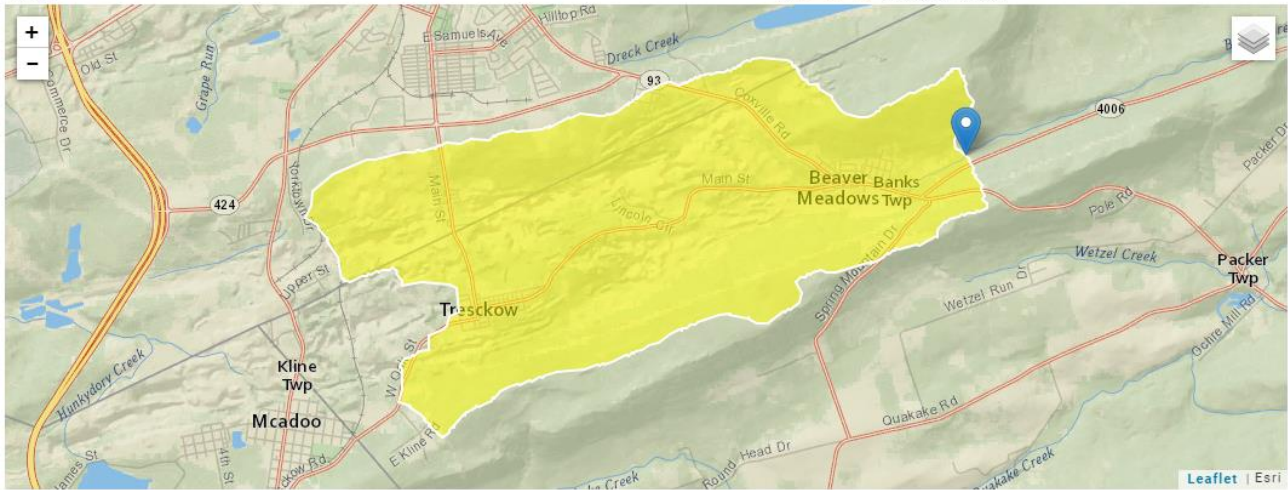 +
−
Hilltop Rd
E Samuels Ave
Old St
Commerce Dr
Grape Run
Dreck Creek
93
Coxville Rd
4006
Yorktown Dr
424
Main St
Main St
Beaver
Meadows
Banks
Twp
Lincoln Cir
Pole Rd
Wetzel Creek
Packer
Twp
Upper St
Spring Mountain Dr
Wetzel Run Dr
Tresckow
Ochre Mill Rd
Hunkydory Creek
Kline
Twp
W Oak St
Mcadoo
Quakake Rd
E Kline Rd
4th St
Round Head Dr
Quakake Creek
Leaflet | Esri